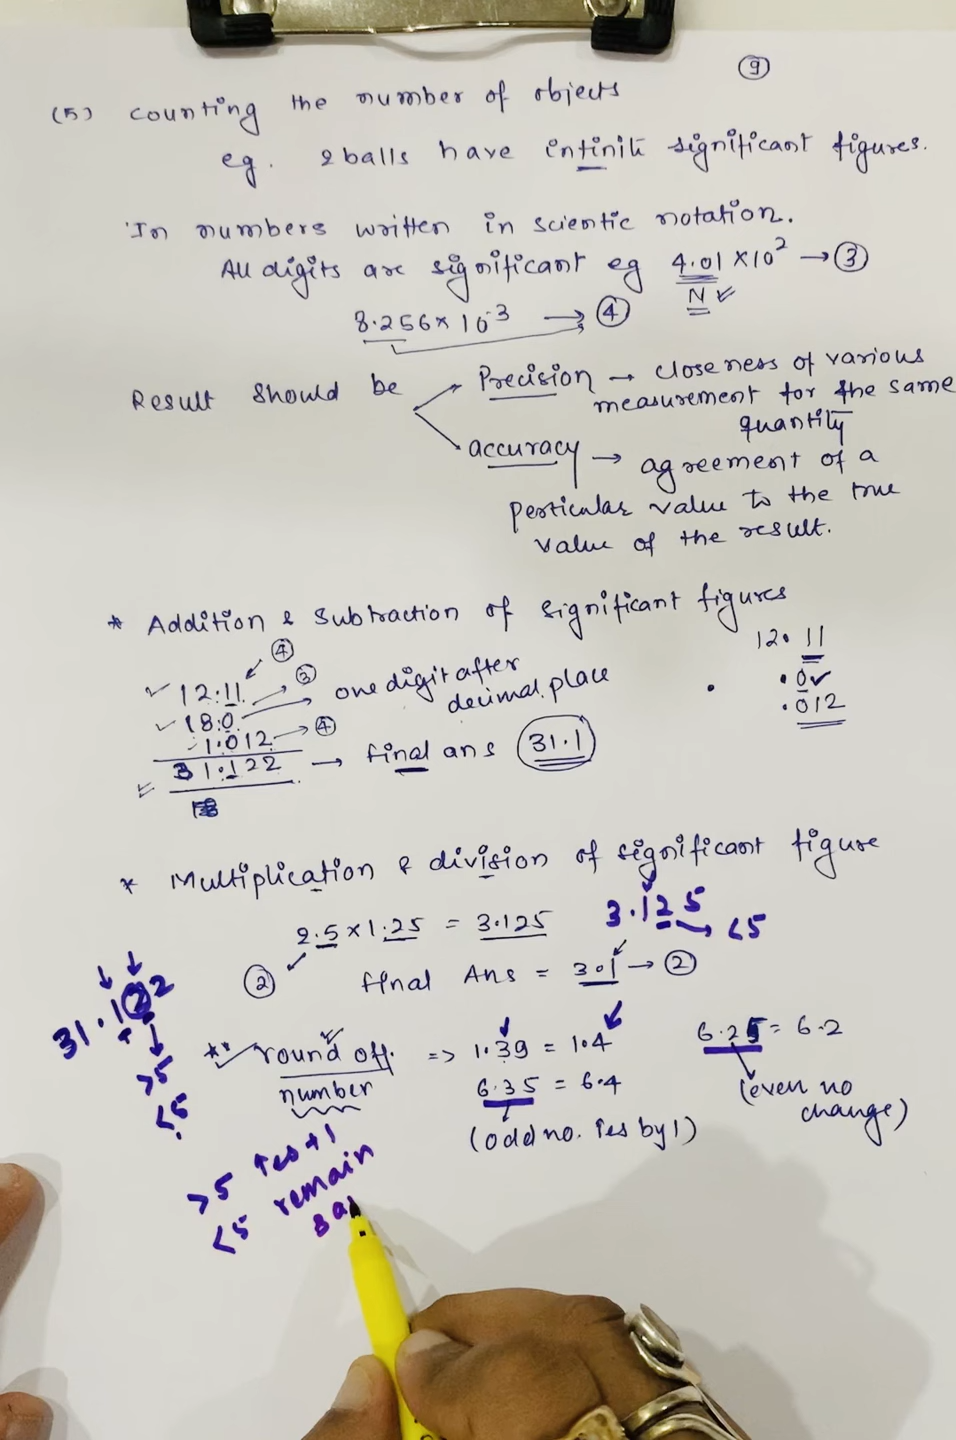 9
(5) Counting the number of objects
eg. 2 balls have infinite significant figures.
In numbers written in scientic notation.
All digits are significant eg 4.01 × 10² → 3
N
8.256 × 10⁻³ → 4
Result should be
Precision → closeness of various
measurement for the same
quantity
accuracy → agreement of a
perticular value to the true
value of the result.
* Addition & subtraction of significant figures
12.11 → 4
18.0 → 3 one digit after
decimal place
1.012 → 4
31.122 → final ans 31.1
12.11
.0
.012
* Multiplication & division of significant figure
2.5 × 1.25 = 3.125
2
3.125 → <5
final Ans = 3.1 → 2
31.122
>5
<5
** round off.
number
=> 1.39 = 1.4
6.35 = 6.4
(odd no. ↑es by 1)
6.25 = 6.2
(even no
change)
>5 ↑es +1
<5 remain
sa